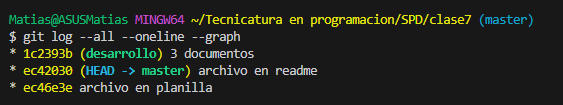 Matias@ASUSMatias MINGW64 ~/Tecnicatura en programacion/SPD/clase7 (master)
$ git log --all --oneline --graph
* 1c2393b (desarrollo) 3 documentos
* ec42030 (HEAD -> master) archivo en readme
* ec46e3e archivo en planilla